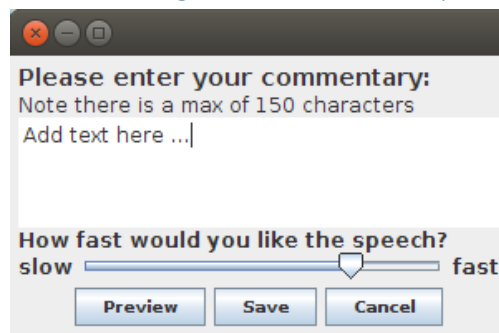 Please enter your commentary:
Note there is a max of 150 characters
Add text here ...
How fast would you like the speech?
slow fast
Preview Save Cancel